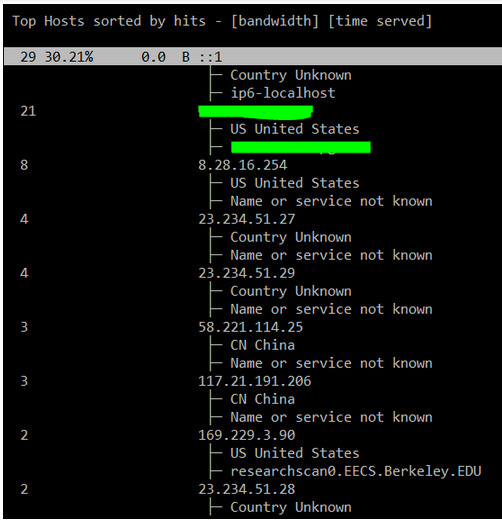 Top Hosts sorted by hits - [bandwidth] [time served]
29 30.21% 0.0 B ::1
Country Unknown
ip6-localhost
21
US United States
8 8.28.16.254
US United States
Name or service not known
4 23.234.51.27
Country Unknown
Name or service not known
4 23.234.51.29
Country Unknown
Name or service not known
3 58.221.114.25
CN China
Name or service not known
3 117.21.191.206
CN China
Name or service not known
2 169.229.3.90
US United States
researchscan0.EECS.Berkeley.EDU
2 23.234.51.28
Country Unknown